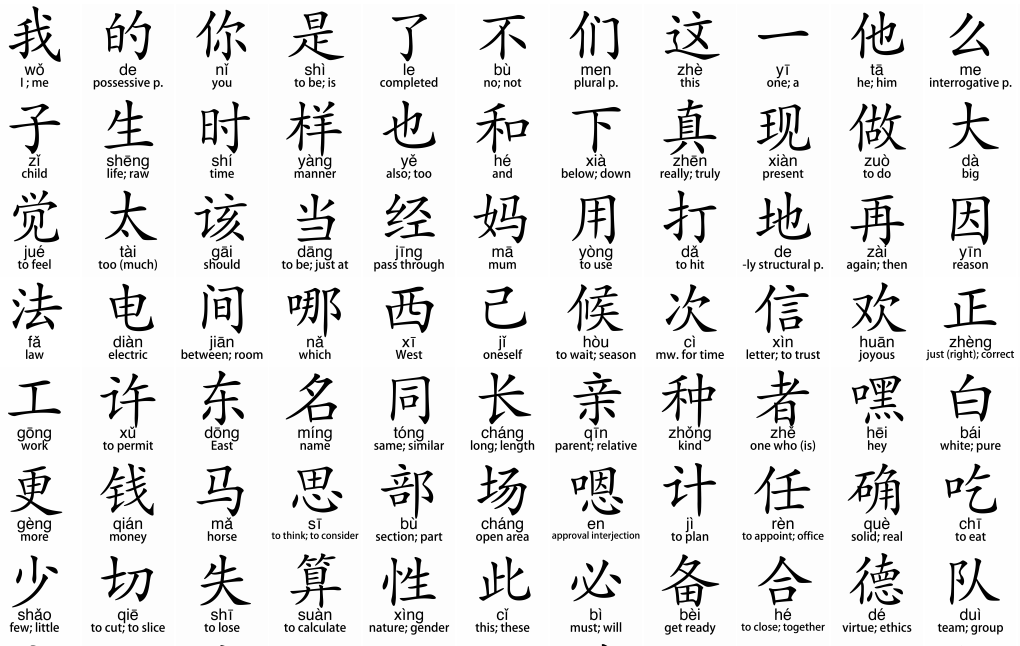 我 的 你 是 了 不 们 这 一 他 么
wǒ de nǐ shì le bù men zhè yī tā me
I ; me possessive p. you to be; is completed no; not plural p. this one; a he; him interrogative p.
子 生 时 样 也 和 下 真 现 做 大
zǐ shēng shí yàng yě hé xià zhēn xiàn zuò dà
child life; raw time manner also; too and below; down really; truly present to do big
觉 太 该 当 经 妈 用 打 地 再 因
jué tài gāi dāng jīng mā yòng dǎ de zài yīn
to feel too (much) should to be; just at pass through mum to use to hit -ly structural p. again; then reason
法 电 间 哪 西 己 候 次 信 欢 正
fǎ diàn jiān nǎ xī jǐ hòu cì xìn huān zhèng
law electric between; room which West oneself to wait; season mw. for time letter; to trust joyous just (right); correct
工 许 东 名 同 长 亲 种 者 嘿 白
gōng xǔ dōng míng tóng cháng qīn zhǒng zhě hēi bái
work to permit East name same; similar long; length parent; relative kind one who (is) hey white; pure
更 钱 马 思 部 场 嗯 计 任 确 吃
gèng qián mǎ sī bù cháng en jì rèn què chī
more money horse to think; to consider section; part open area approval interjection to plan to appoint; office solid; real to eat
少 切 失 算 性 此 必 备 合 德 队
shǎo qiē shī suàn xìng cǐ bì bèi hé dé duì
few; little to cut; to slice to lose to calculate nature; gender this; these must; will get ready to close; together virtue; ethics team; group